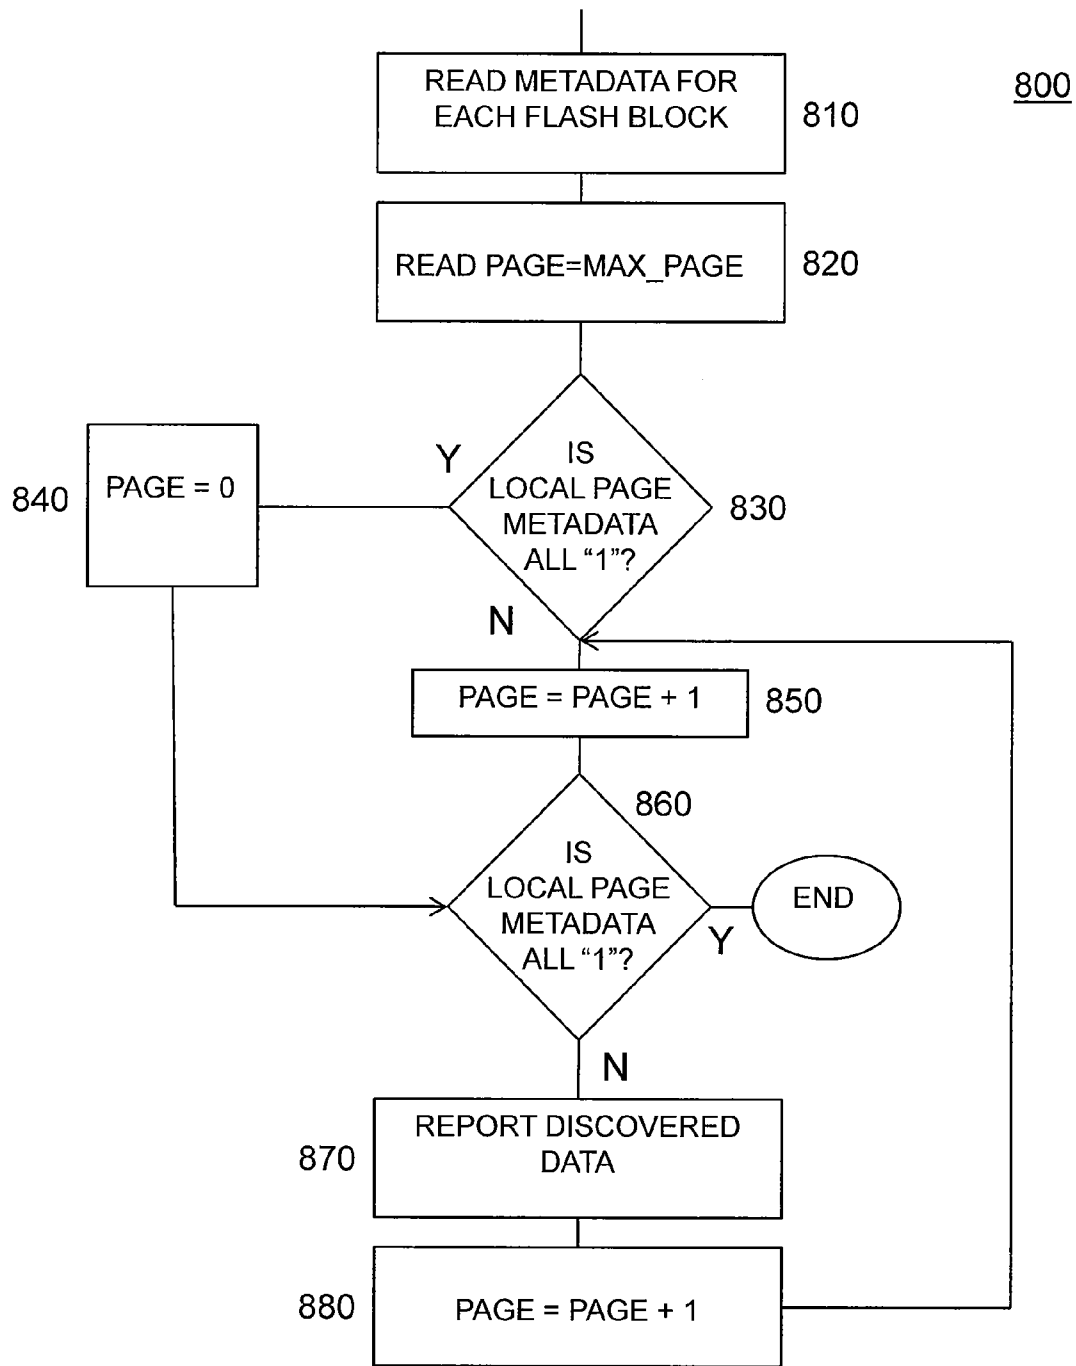 800
READ METADATA FOR
EACH FLASH BLOCK
810
READ PAGE=MAX_PAGE
820
IS
LOCAL PAGE
METADATA
ALL “1”?
830
Y
PAGE = 0
840
N
PAGE = PAGE + 1
850
860
IS
LOCAL PAGE
METADATA
ALL “1”?
Y
END
N
REPORT DISCOVERED
DATA
870
PAGE = PAGE + 1
880